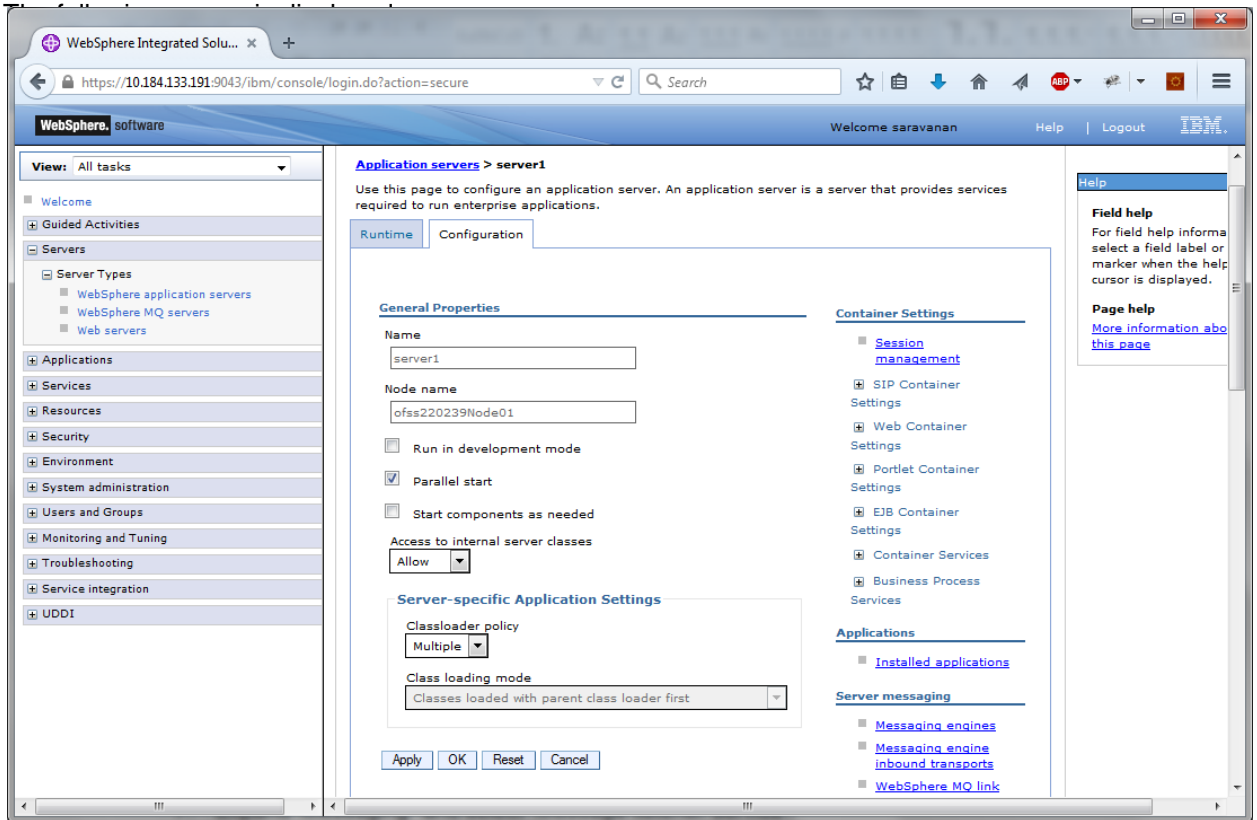 WebSphere Integrated Solu... × +
https://10.184.133.191:9043/ibm/console/login.do?action=secure
Search
ABP
WebSphere. software
Welcome saravanan
Help | Logout
IBM.
View: All tasks
Welcome
Guided Activities
Servers
Server Types
WebSphere application servers
WebSphere MQ servers
Web servers
Applications
Services
Resources
Security
Environment
System administration
Users and Groups
Monitoring and Tuning
Troubleshooting
Service integration
UDDI
Application servers > server1
Use this page to configure an application server. An application server is a server that provides services
required to run enterprise applications.
Runtime
Configuration
General Properties
Name
server1
Node name
ofss220239Node01
Run in development mode
Parallel start
Start components as needed
Access to internal server classes
Allow
Server-specific Application Settings
Classloader policy
Multiple
Class loading mode
Classes loaded with parent class loader first
Apply OK Reset Cancel
Container Settings
Session
management
SIP Container
Settings
Web Container
Settings
Portlet Container
Settings
EJB Container
Settings
Container Services
Business Process
Services
Applications
Installed applications
Server messaging
Messaging engines
Messaging engine
inbound transports
WebSphere MQ link
Help
Field help
For field help informa
select a field label or
marker when the help
cursor is displayed.
Page help
More information abo
this page